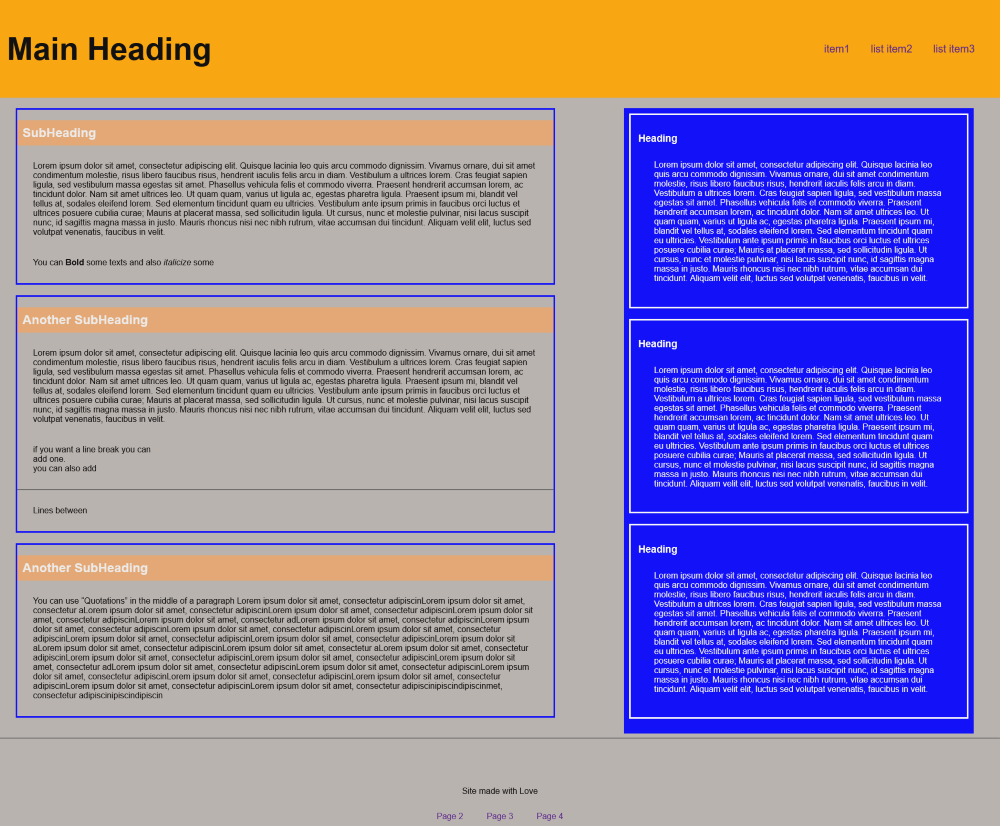 Main Heading
item1 list item2 list item3
SubHeading
Lorem ipsum dolor sit amet, consectetur adipiscing elit. Quisque lacinia leo quis arcu commodo dignissim. Vivamus ornare, dui sit amet
condimentum molestie, risus libero faucibus risus, hendrerit iaculis felis arcu in diam. Vestibulum a ultrices lorem. Cras feugiat sapien
ligula, sed vestibulum massa egestas sit amet. Phasellus vehicula felis et commodo viverra. Praesent hendrerit accumsan lorem, ac
tincidunt dolor. Nam sit amet ultrices leo. Ut quam quam, varius ut ligula ac, egestas pharetra ligula. Praesent ipsum mi, blandit vel
tellus at, sodales eleifend lorem. Sed elementum tincidunt quam eu ultricies. Vestibulum ante ipsum primis in faucibus orci luctus et
ultrices posuere cubilia curae; Mauris at placerat massa, sed sollicitudin ligula. Ut cursus, nunc et molestie pulvinar, nisi lacus suscipit
nunc, id sagittis magna massa in justo. Mauris rhoncus nisi nec nibh rutrum, vitae accumsan dui tincidunt. Aliquam velit elit, luctus sed
volutpat venenatis, faucibus in velit.
You can Bold some texts and also italicize some
Another SubHeading
Lorem ipsum dolor sit amet, consectetur adipiscing elit. Quisque lacinia leo quis arcu commodo dignissim. Vivamus ornare, dui sit amet
condimentum molestie, risus libero faucibus risus, hendrerit iaculis felis arcu in diam. Vestibulum a ultrices lorem. Cras feugiat sapien
ligula, sed vestibulum massa egestas sit amet. Phasellus vehicula felis et commodo viverra. Praesent hendrerit accumsan lorem, ac
tincidunt dolor. Nam sit amet ultrices leo. Ut quam quam, varius ut ligula ac, egestas pharetra ligula. Praesent ipsum mi, blandit vel
tellus at, sodales eleifend lorem. Sed elementum tincidunt quam eu ultricies. Vestibulum ante ipsum primis in faucibus orci luctus et
ultrices posuere cubilia curae; Mauris at placerat massa, sed sollicitudin ligula. Ut cursus, nunc et molestie pulvinar, nisi lacus suscipit
nunc, id sagittis magna massa in justo. Mauris rhoncus nisi nec nibh rutrum, vitae accumsan dui tincidunt. Aliquam velit elit, luctus sed
volutpat venenatis, faucibus in velit.
if you want a line break you can
add one.
you can also add
Lines between
Another SubHeading
You can use "Quotations" in the middle of a paragraph Lorem ipsum dolor sit amet, consectetur adipiscinLorem ipsum dolor sit amet,
consectetur aLorem ipsum dolor sit amet, consectetur adipiscinLorem ipsum dolor sit amet, consectetur adipiscinLorem ipsum dolor sit
amet, consectetur adipiscinLorem ipsum dolor sit amet, consectetur adLorem ipsum dolor sit amet, consectetur adipiscinLorem ipsum
dolor sit amet, consectetur adipiscinLorem ipsum dolor sit amet, consectetur adipiscinLorem ipsum dolor sit amet, consectetur
adipiscinLorem ipsum dolor sit amet, consectetur adipiscinLorem ipsum dolor sit amet, consectetur adipiscinLorem ipsum dolor sit
aLorem ipsum dolor sit amet, consectetur adipiscinLorem ipsum dolor sit amet, consectetur aLorem ipsum dolor sit amet, consectetur
adipiscinLorem ipsum dolor sit amet, consectetur adipiscinLorem ipsum dolor sit amet, consectetur adipiscinLorem ipsum dolor sit
amet, consectetur adLorem ipsum dolor sit amet, consectetur adipiscinLorem ipsum dolor sit amet, consectetur adipiscinLorem ipsum
dolor sit amet, consectetur adipiscinLorem ipsum dolor sit amet, consectetur adipiscinLorem ipsum dolor sit amet, consectetur
adipiscinLorem ipsum dolor sit amet, consectetur adipiscinLorem ipsum dolor sit amet, consectetur adipiscinipiscindipiscinmet,
consectetur adipiscinipiscindipiscin
Heading
Lorem ipsum dolor sit amet, consectetur adipiscing elit. Quisque lacinia leo
quis arcu commodo dignissim. Vivamus ornare, dui sit amet condimentum
molestie, risus libero faucibus risus, hendrerit iaculis felis arcu in diam.
Vestibulum a ultrices lorem. Cras feugiat sapien ligula, sed vestibulum massa
egestas sit amet. Phasellus vehicula felis et commodo viverra. Praesent
hendrerit accumsan lorem, ac tincidunt dolor. Nam sit amet ultrices leo. Ut
quam quam, varius ut ligula ac, egestas pharetra ligula. Praesent ipsum mi,
blandit vel tellus at, sodales eleifend lorem. Sed elementum tincidunt quam
eu ultricies. Vestibulum ante ipsum primis in faucibus orci luctus et ultrices
posuere cubilia curae; Mauris at placerat massa, sed sollicitudin ligula. Ut
cursus, nunc et molestie pulvinar, nisi lacus suscipit nunc, id sagittis magna
massa in justo. Mauris rhoncus nisi nec nibh rutrum, vitae accumsan dui
tincidunt. Aliquam velit elit, luctus sed volutpat venenatis, faucibus in velit.
Heading
Lorem ipsum dolor sit amet, consectetur adipiscing elit. Quisque lacinia leo
quis arcu commodo dignissim. Vivamus ornare, dui sit amet condimentum
molestie, risus libero faucibus risus, hendrerit iaculis felis arcu in diam.
Vestibulum a ultrices lorem. Cras feugiat sapien ligula, sed vestibulum massa
egestas sit amet. Phasellus vehicula felis et commodo viverra. Praesent
hendrerit accumsan lorem, ac tincidunt dolor. Nam sit amet ultrices leo. Ut
quam quam, varius ut ligula ac, egestas pharetra ligula. Praesent ipsum mi,
blandit vel tellus at, sodales eleifend lorem. Sed elementum tincidunt quam
eu ultricies. Vestibulum ante ipsum primis in faucibus orci luctus et ultrices
posuere cubilia curae; Mauris at placerat massa, sed sollicitudin ligula. Ut
cursus, nunc et molestie pulvinar, nisi lacus suscipit nunc, id sagittis magna
massa in justo. Mauris rhoncus nisi nec nibh rutrum, vitae accumsan dui
tincidunt. Aliquam velit elit, luctus sed volutpat venenatis, faucibus in velit.
Heading
Lorem ipsum dolor sit amet, consectetur adipiscing elit. Quisque lacinia leo
quis arcu commodo dignissim. Vivamus ornare, dui sit amet condimentum
molestie, risus libero faucibus risus, hendrerit iaculis felis arcu in diam.
Vestibulum a ultrices lorem. Cras feugiat sapien ligula, sed vestibulum massa
egestas sit amet. Phasellus vehicula felis et commodo viverra. Praesent
hendrerit accumsan lorem, ac tincidunt dolor. Nam sit amet ultrices leo. Ut
quam quam, varius ut ligula ac, egestas pharetra ligula. Praesent ipsum mi,
blandit vel tellus at, sodales eleifend lorem. Sed elementum tincidunt quam
eu ultricies. Vestibulum ante ipsum primis in faucibus orci luctus et ultrices
posuere cubilia curae; Mauris at placerat massa, sed sollicitudin ligula. Ut
cursus, nunc et molestie pulvinar, nisi lacus suscipit nunc, id sagittis magna
massa in justo. Mauris rhoncus nisi nec nibh rutrum, vitae accumsan dui
tincidunt. Aliquam velit elit, luctus sed volutpat venenatis, faucibus in velit.
Site made with Love
Page 2 Page 3 Page 4